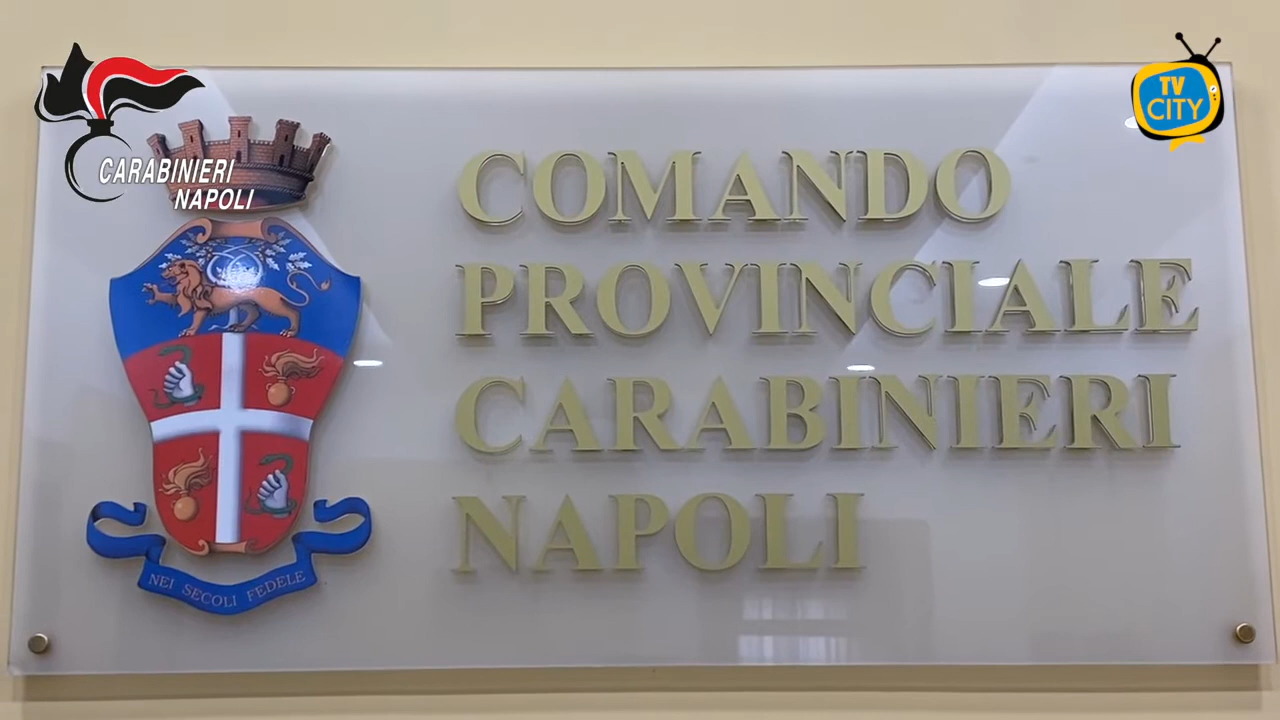 CARABINIERI
NAPOLI
TV
CITY
COMANDO
PROVINCIALE
CARABINIERI
NAPOLI
NEI SECOLI FEDELE